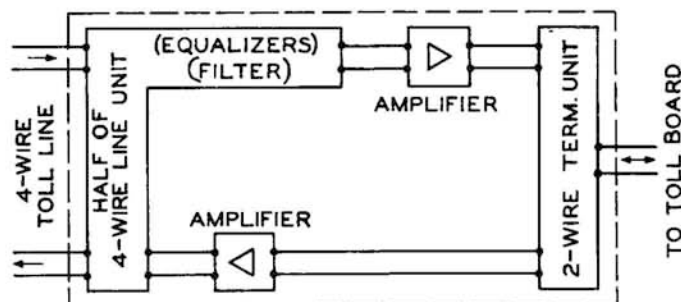 4-WIRE
TOLL LINE
HALF OF
4-WIRE LINE UNIT
(EQUALIZERS)
(FILTER)
AMPLIFIER
AMPLIFIER
2-WIRE TERM. UNIT
TO TOLL BOARD